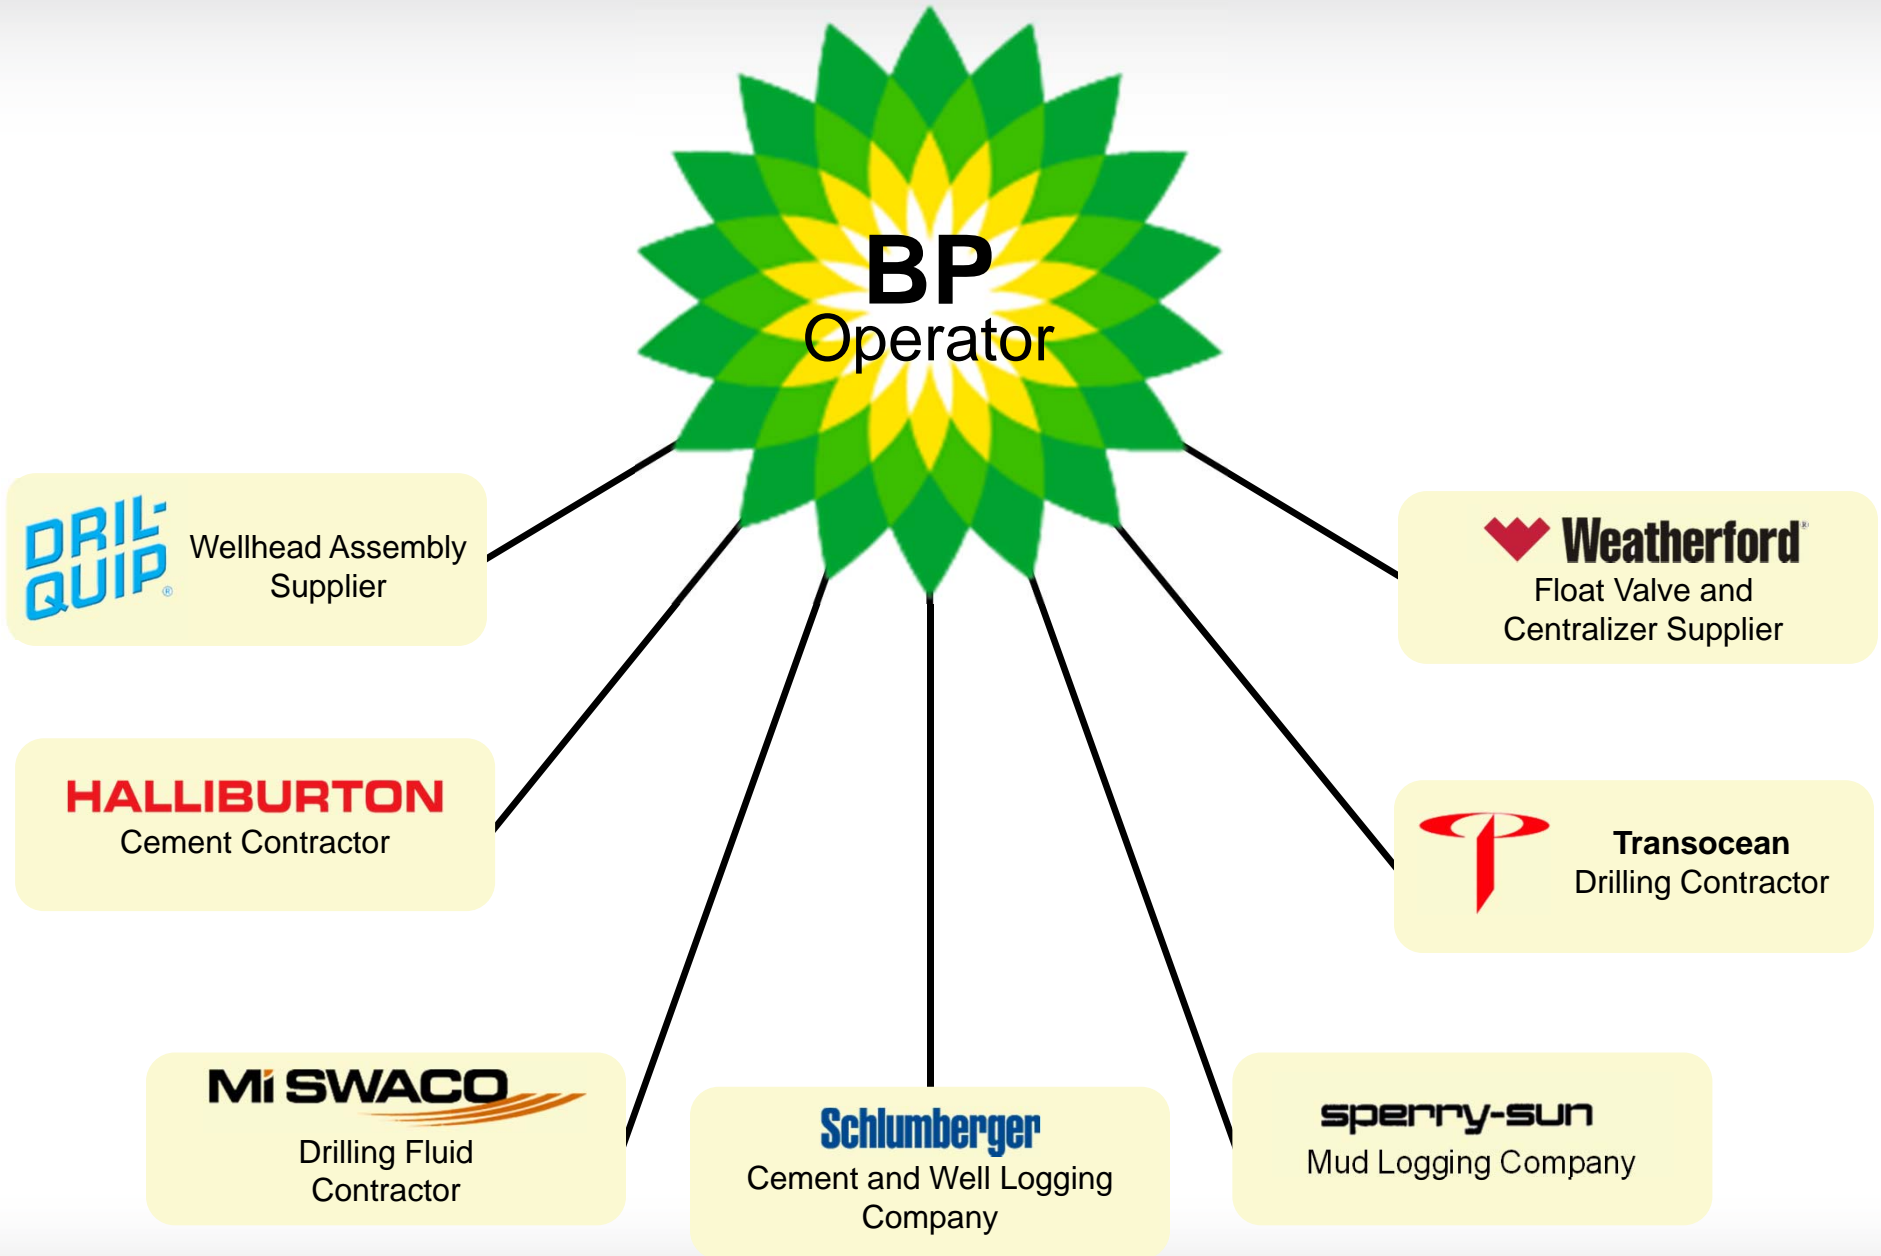 BP
Operator
DRIL-
QUIP®
Wellhead Assembly
Supplier
Weatherford®
Float Valve and
Centralizer Supplier
HALLIBURTON
Cement Contractor
Transocean
Drilling Contractor
Mi SWACO
Drilling Fluid
Contractor
Schlumberger
Cement and Well Logging
Company
sperry-sun
Mud Logging Company